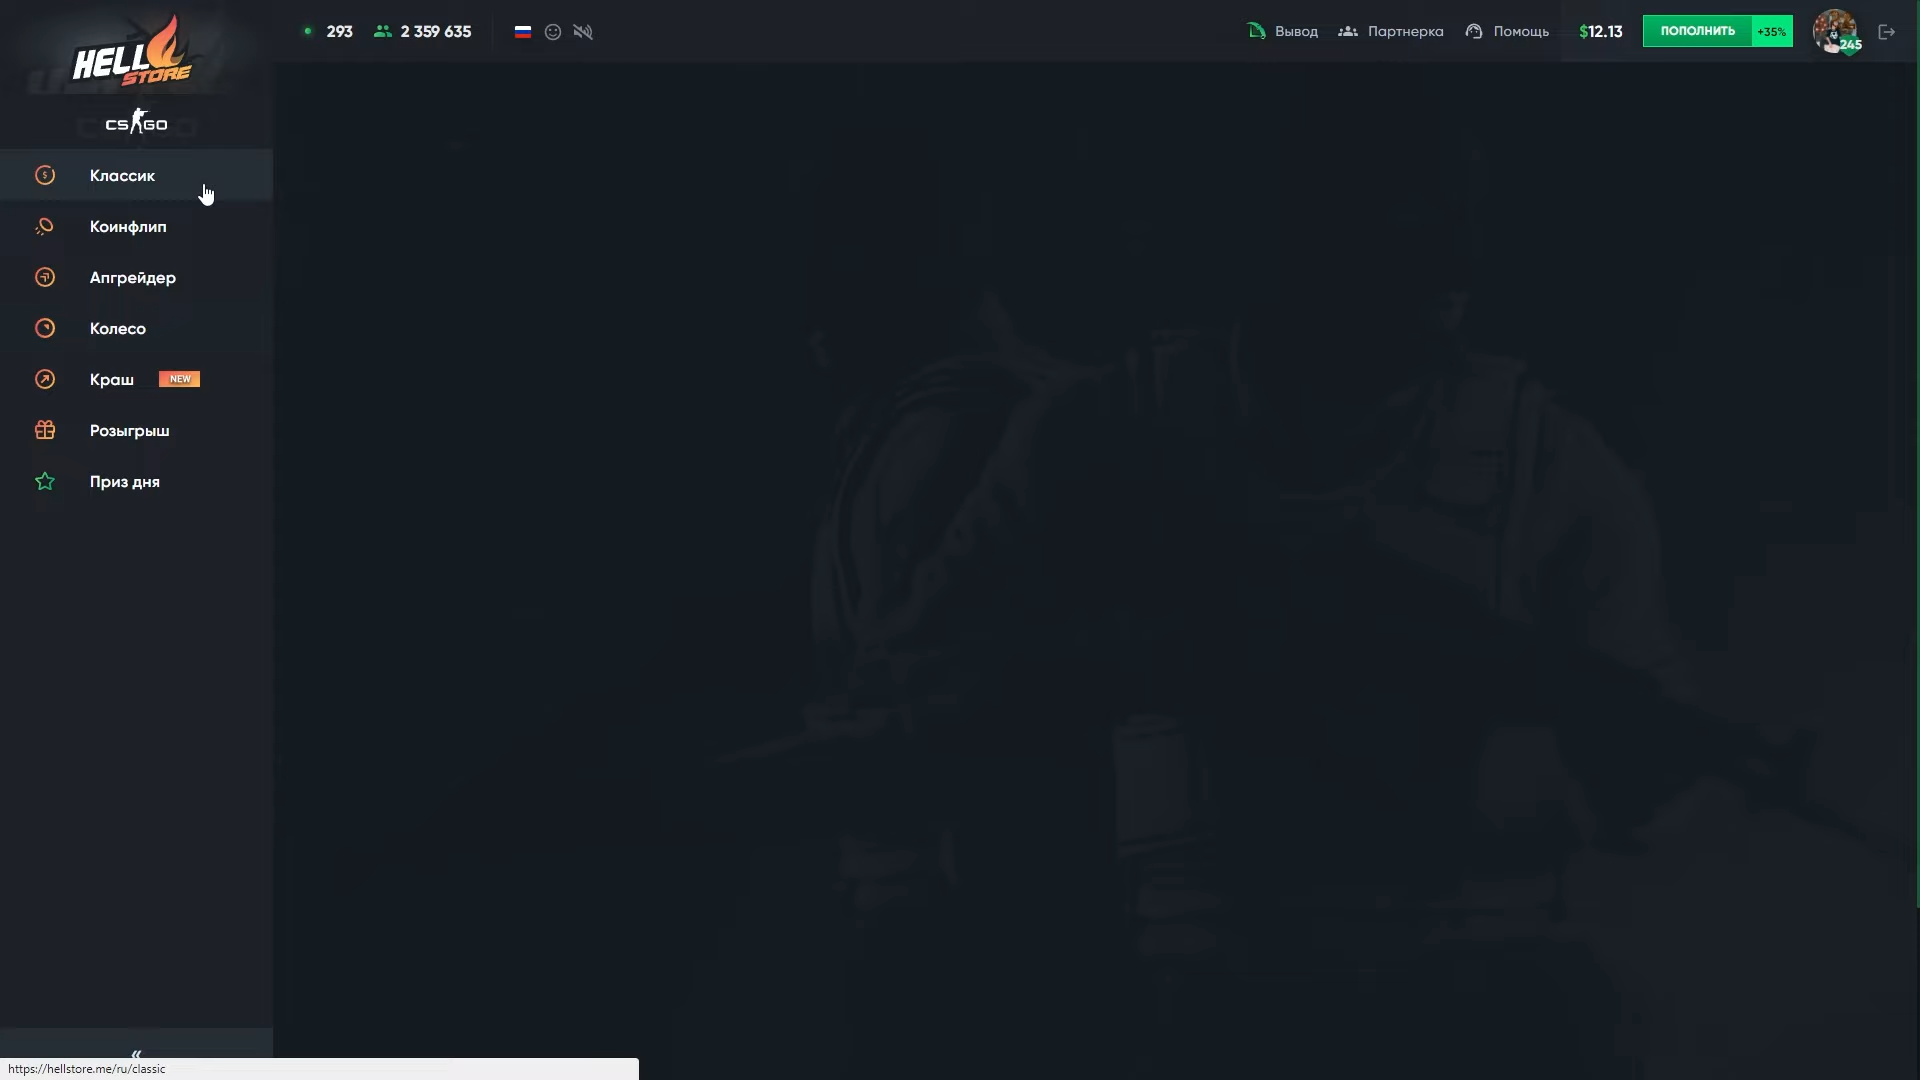 HELL
STORE
293
2 359 635
Вывод
Партнерка
Помощь
$12.13
ПОПОЛНИТЬ
+35%
245
CS GO
Классик
Коинфлип
Апгрейдер
Колесо
Краш
NEW
Розыгрыш
Приз дня
«
https://hellstore.me/ru/classic